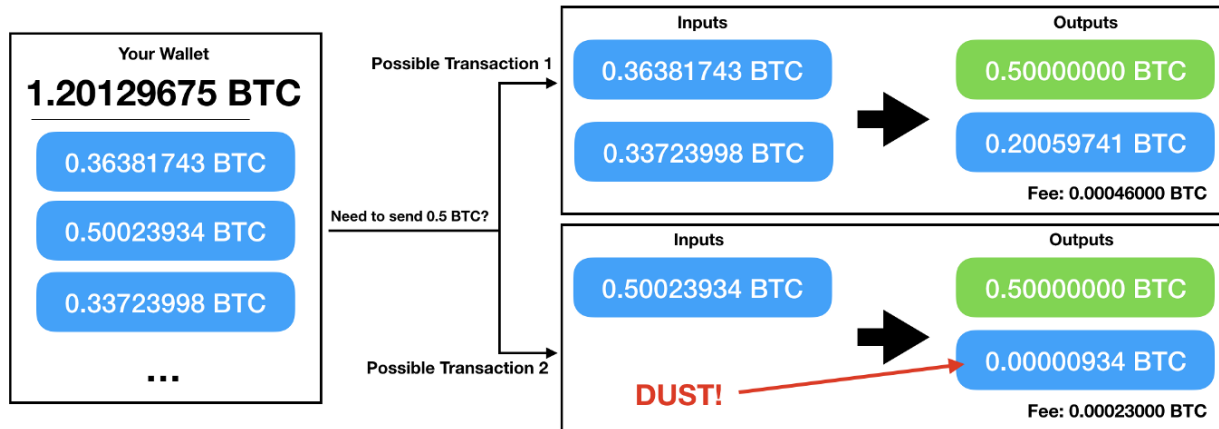 Your Wallet
1.20129675 BTC
0.36381743 BTC
0.50023934 BTC
0.33723998 BTC
...
Need to send 0.5 BTC?
Possible Transaction 1
Inputs
Outputs
0.36381743 BTC
0.50000000 BTC
0.33723998 BTC
0.20059741 BTC
Fee: 0.00046000 BTC
Possible Transaction 2
Inputs
Outputs
0.50023934 BTC
0.50000000 BTC
0.00000934 BTC
DUST!
Fee: 0.00023000 BTC